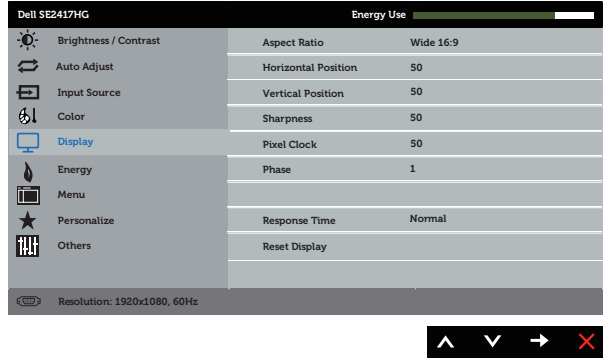 Dell SE2417HG Energy Use
Brightness / Contrast
Auto Adjust
Input Source
Color
Display
Energy
Menu
Personalize
Others
Aspect Ratio Wide 16:9
Horizontal Position 50
Vertical Position 50
Sharpness 50
Pixel Clock 50
Phase 1
Response Time Normal
Reset Display
Resolution: 1920x1080, 60Hz